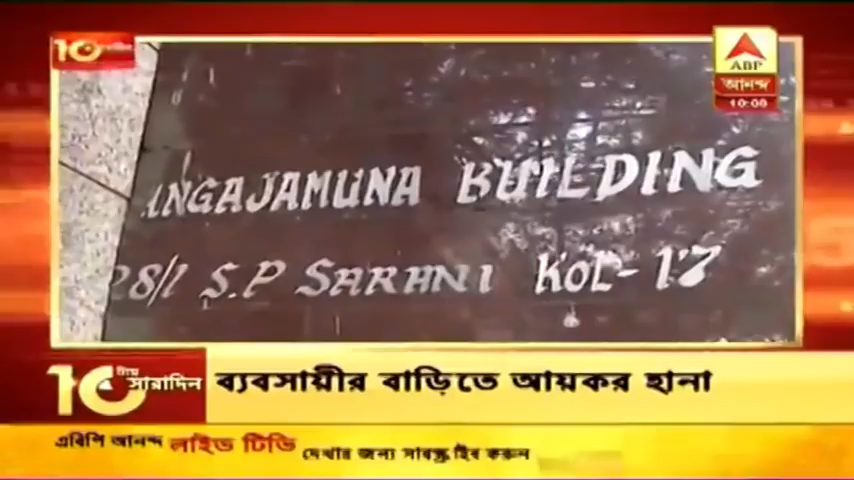 ABP
আনন্দ
10:08
ANGAJAMUNA BUILDING
28/1 S.P SARANI KOL-17
10 টায় সারাদিন
ব্যবসায়ীর বাড়িতে আয়কর হানা
এবিপি আনন্দ লাইভ টিভি দেখার জন্য সাবস্ক্রাইব করুন